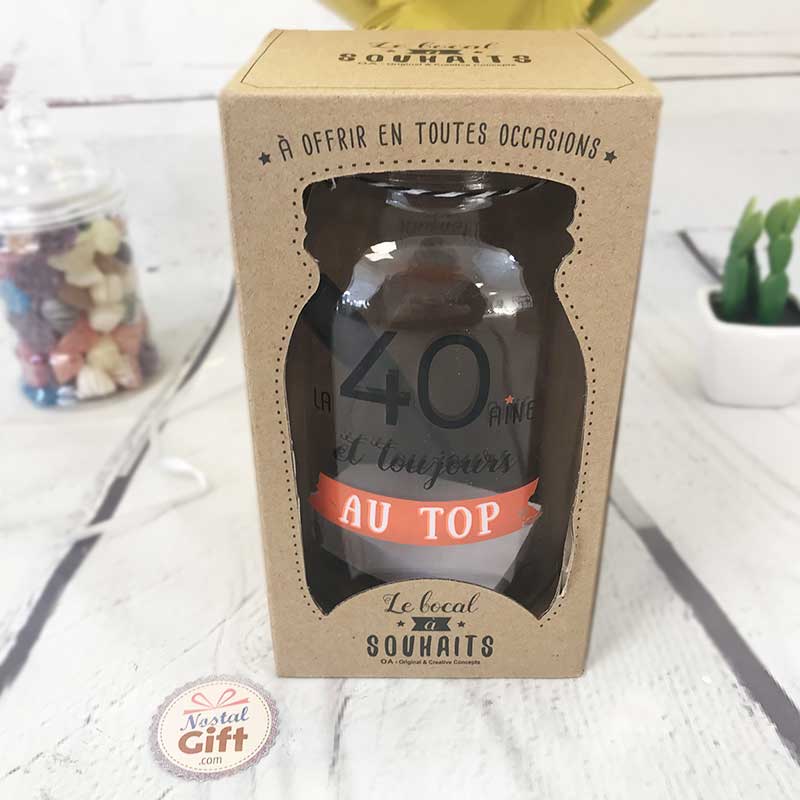 Le bocal
à
SOUHAITS
OA - Original & Creative Concepts
À OFFRIR EN TOUTES OCCASIONS
LA 40 AINE
et toujours
AU TOP
Le bocal
à
SOUHAITS
OA - Original & Creative Concepts
Nostal
Gift
.com